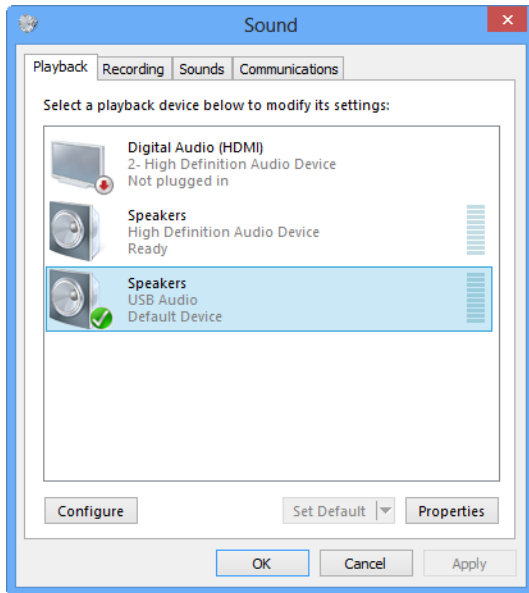 Sound
Playback Recording Sounds Communications
Select a playback device below to modify its settings:
Digital Audio (HDMI)
2- High Definition Audio Device
Not plugged in
Speakers
High Definition Audio Device
Ready
Speakers
USB Audio
Default Device
Configure Set Default Properties
OK Cancel Apply